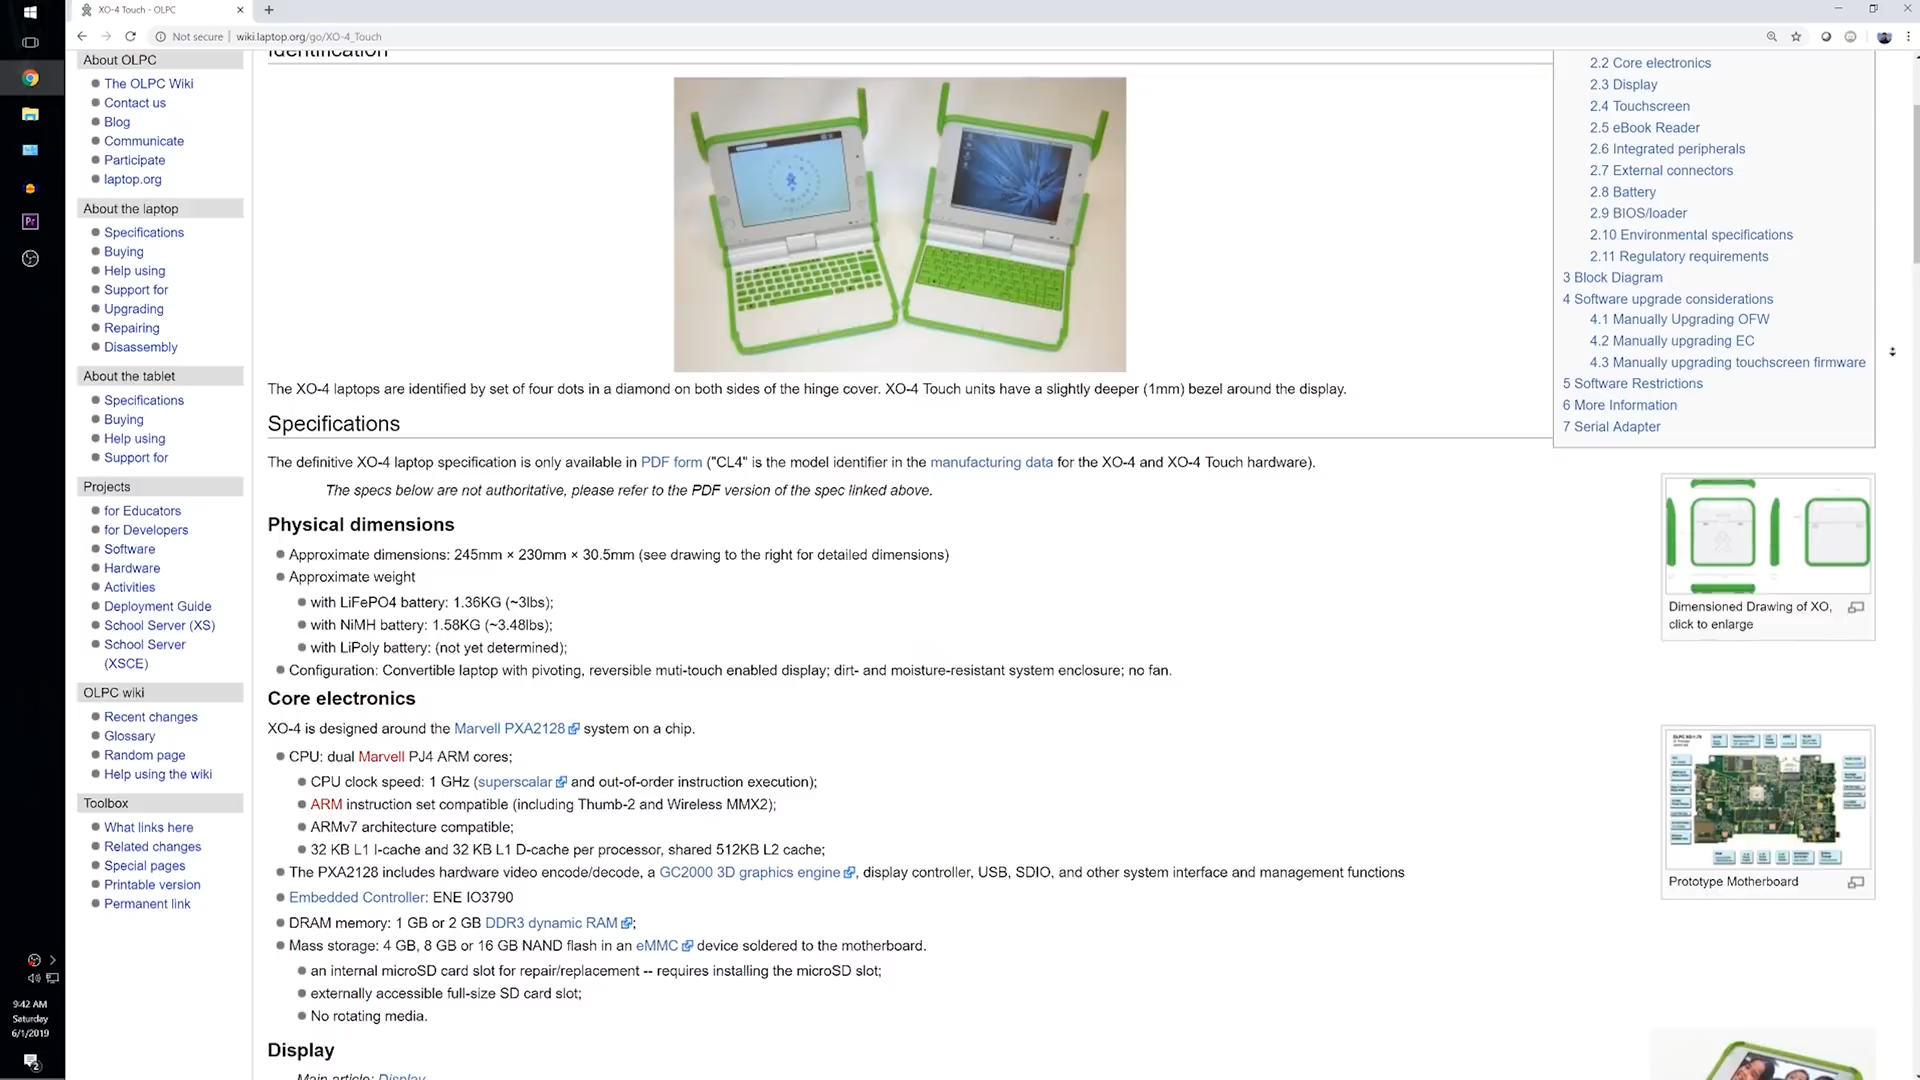 XO-4 Touch - OLPC
Not secure | wiki.laptop.org/go/XO-4_Touch
About OLPC
The OLPC Wiki
Contact us
Blog
Communicate
Participate
laptop.org
About the laptop
Specifications
Buying
Help using
Support for
Upgrading
Repairing
Disassembly
About the tablet
Specifications
Buying
Help using
Support for
Projects
for Educators
for Developers
Software
Hardware
Activities
Deployment Guide
School Server (XS)
School Server
(XSCE)
OLPC wiki
Recent changes
Glossary
Random page
Help using the wiki
Toolbox
What links here
Related changes
Special pages
Printable version
Permanent link
Identification
The XO-4 laptops are identified by set of four dots in a diamond on both sides of the hinge cover. XO-4 Touch units have a slightly deeper (1mm) bezel around the display.
Specifications
The definitive XO-4 laptop specification is only available in PDF form ("CL4" is the model identifier in the manufacturing data for the XO-4 and XO-4 Touch hardware).
The specs below are not authoritative, please refer to the PDF version of the spec linked above.
Physical dimensions
Approximate dimensions: 245mm × 230mm × 30.5mm (see drawing to the right for detailed dimensions)
Approximate weight
with LiFePO4 battery: 1.36KG (~3lbs);
with NiMH battery: 1.58KG (~3.48lbs);
with LiPoly battery: (not yet determined);
Configuration: Convertible laptop with pivoting, reversible muti-touch enabled display; dirt- and moisture-resistant system enclosure; no fan.
Core electronics
XO-4 is designed around the Marvell PXA2128 system on a chip.
CPU: dual Marvell PJ4 ARM cores;
CPU clock speed: 1 GHz (superscalar and out-of-order instruction execution);
ARM instruction set compatible (including Thumb-2 and Wireless MMX2);
ARMv7 architecture compatible;
32 KB L1 I-cache and 32 KB L1 D-cache per processor, shared 512KB L2 cache;
The PXA2128 includes hardware video encode/decode, a GC2000 3D graphics engine, display controller, USB, SDIO, and other system interface and management functions
Embedded Controller: ENE IO3790
DRAM memory: 1 GB or 2 GB DDR3 dynamic RAM;
Mass storage: 4 GB, 8 GB or 16 GB NAND flash in an eMMC device soldered to the motherboard.
an internal microSD card slot for repair/replacement -- requires installing the microSD slot;
externally accessible full-size SD card slot;
No rotating media.
Display
Main article: Display
2.2 Core electronics
2.3 Display
2.4 Touchscreen
2.5 eBook Reader
2.6 Integrated peripherals
2.7 External connectors
2.8 Battery
2.9 BIOS/loader
2.10 Environmental specifications
2.11 Regulatory requirements
3 Block Diagram
4 Software upgrade considerations
4.1 Manually Upgrading OFW
4.2 Manually upgrading EC
4.3 Manually upgrading touchscreen firmware
5 Software Restrictions
6 More Information
7 Serial Adapter
Dimensioned Drawing of XO,
click to enlarge
Prototype Motherboard
Pr
9:42 AM
Saturday
6/1/2019
2